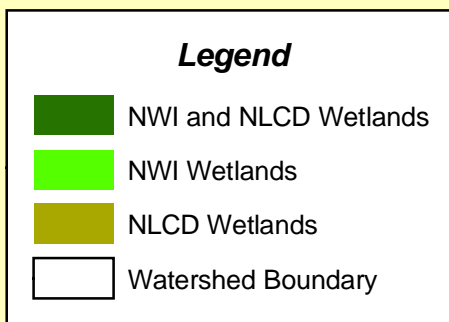 Legend
NWI and NLCD Wetlands
NWI Wetlands
NLCD Wetlands
Watershed Boundary